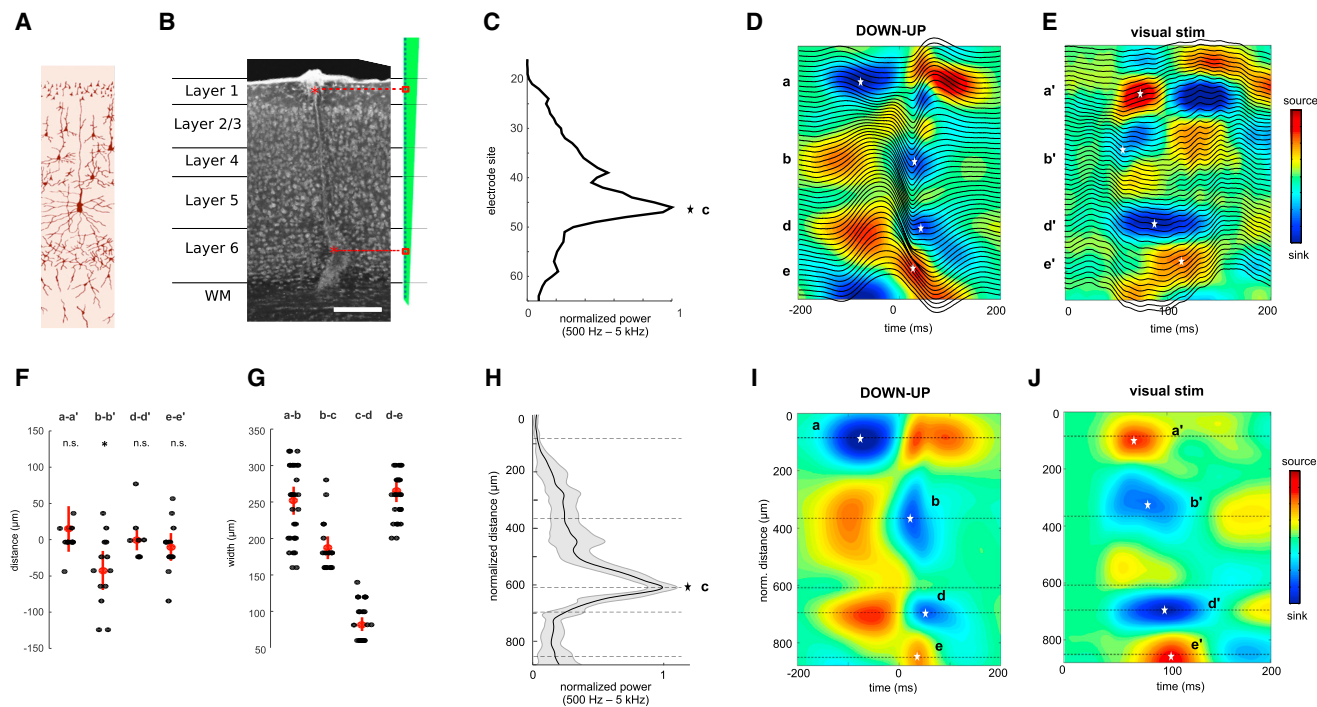 A
B
Layer 1
Layer 2/3
Layer 4
Layer 5
Layer 6
WM
C
electrode site
20
30
40
50
60
c
0
1
normalized power
(500 Hz – 5 kHz)
D
DOWN-UP
a
b
d
e
-200
0
200
time (ms)
E
visual stim
a'
b'
d'
e'
0
100
200
time (ms)
source
sink
F
a-a'
b-b'
d-d'
e-e'
n.s.
*
n.s.
n.s.
distance (µm)
150
100
50
0
-50
-100
-150
G
a-b
b-c
c-d
d-e
width (µm)
350
300
250
200
150
100
50
H
normalized distance (µm)
0
200
400
600
800
c
0
1
normalized power
(500 Hz – 5 kHz)
I
DOWN-UP
norm. distance (µm)
0
200
400
600
800
a
b
d
e
-200
0
200
time (ms)
J
visual stim
0
200
400
600
800
a'
b'
d'
e'
0
100
200
time (ms)
source
sink